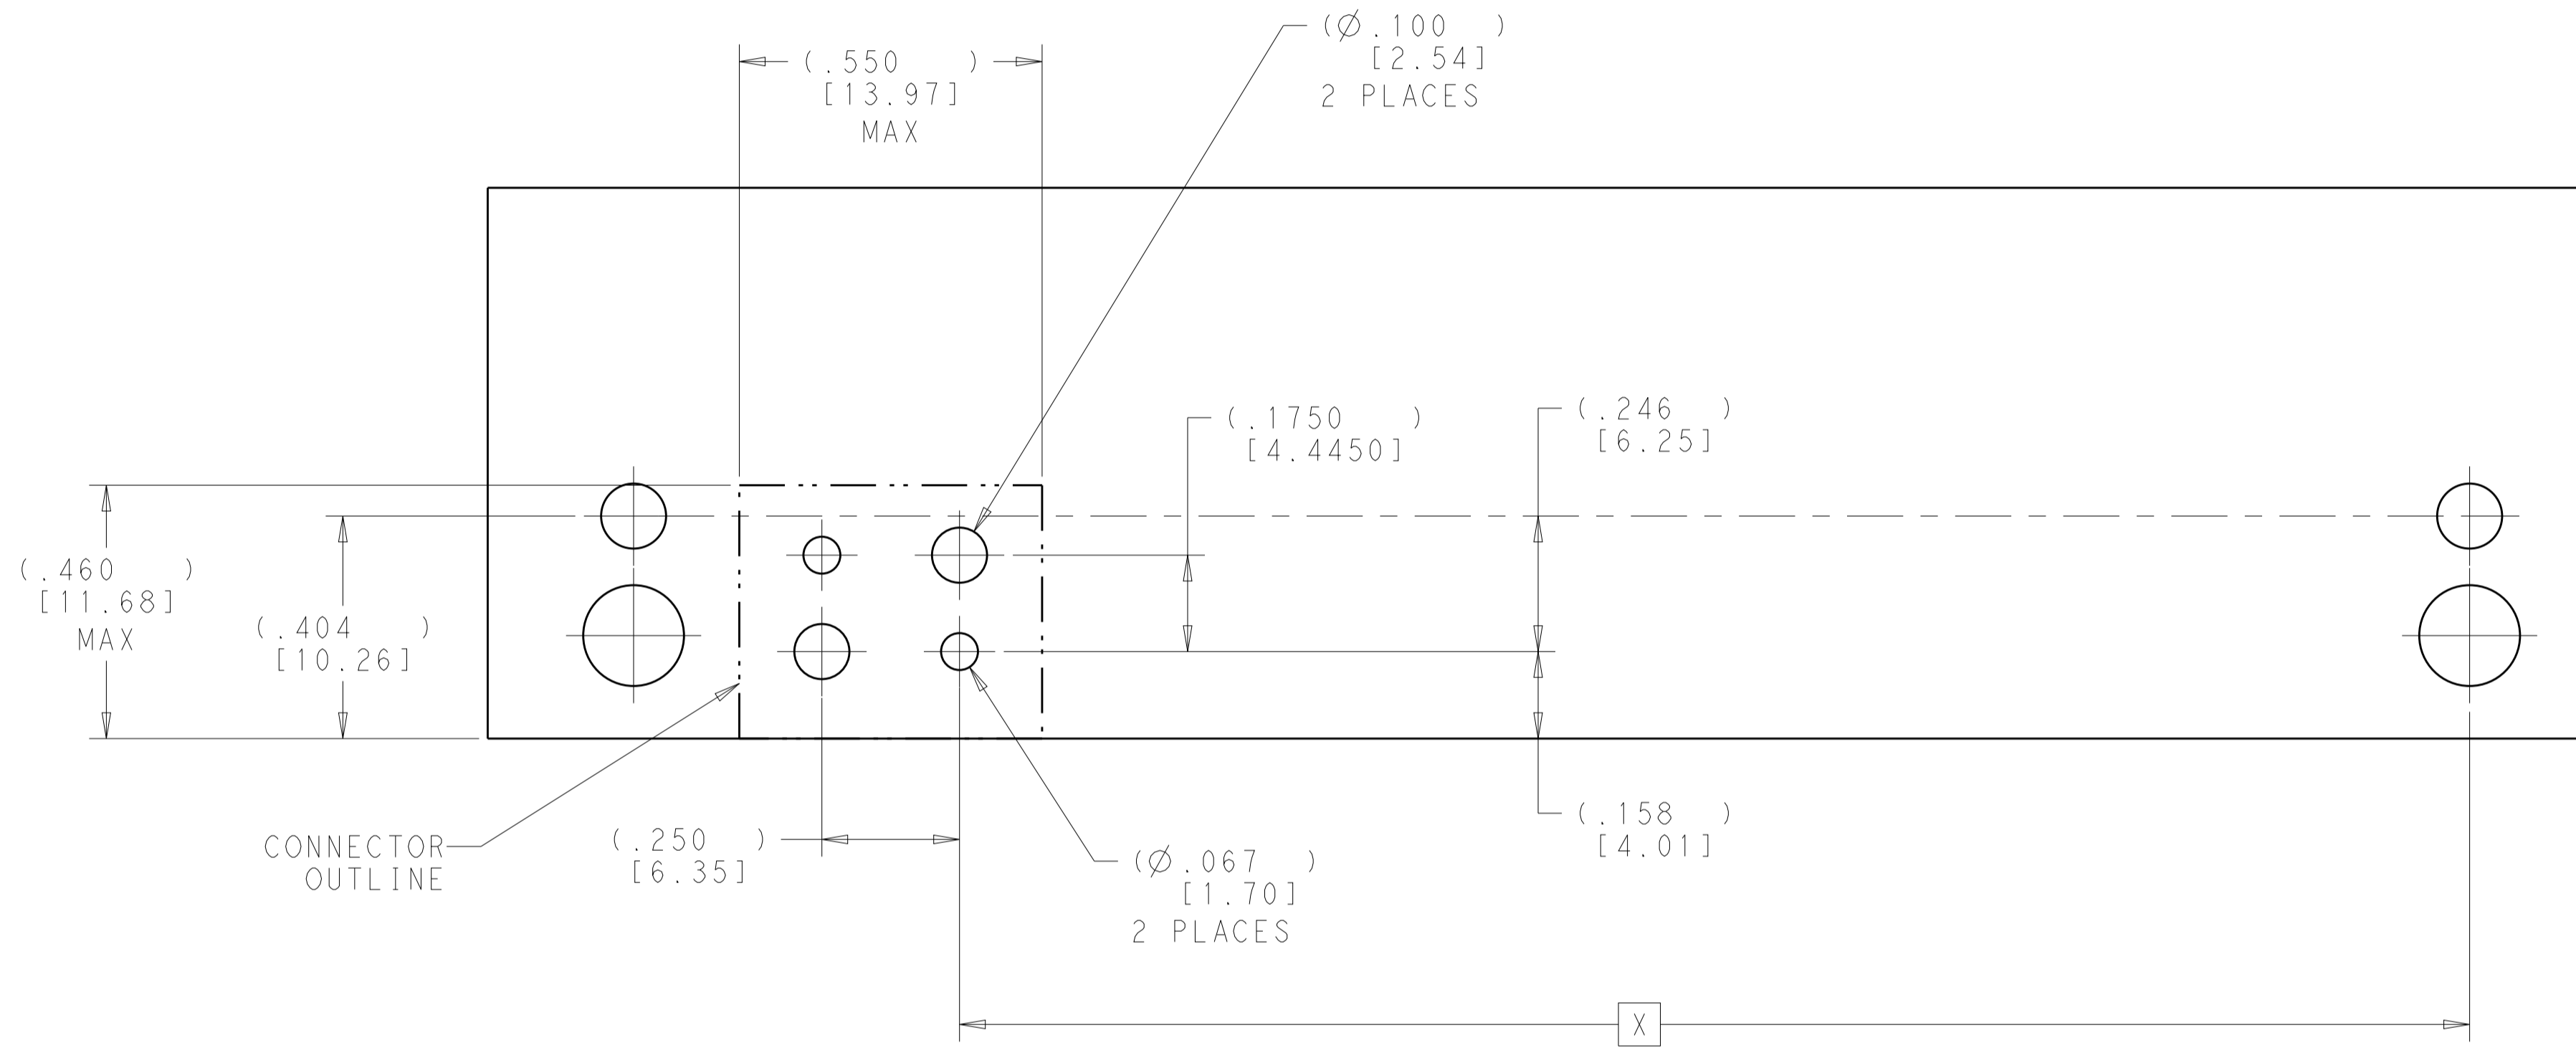 (⌀.100 )
[2.54]
2 PLACES
(.550 )
[13.97]
MAX
(.1750 )
[4.4450]
(.246 )
[6.25]
(.460 )
[11.68]
MAX
(.404 )
[10.26]
CONNECTOR
OUTLINE
(.250 )
[6.35]
(⌀.067 )
[1.70]
2 PLACES
(.158 )
[4.01]
X